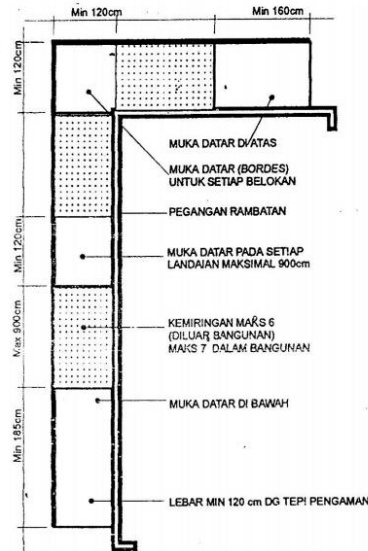 Min 120cm
Min 160cm
Min 120cm
MUKA DATAR DI ATAS
MUKA DATAR (BORDES)
UNTUK SETIAP BELOKAN
PEGANGAN RAMBATAN
Min 120cm
MUKA DATAR PADA SETIAP
LANDAIAN MAKSIMAL 900cm
Max 900cm
KEMIRINGAN MAKS 6
(DILUAR BANGUNAN)
MAKS 7 DALAM BANGUNAN
MUKA DATAR DI BAWAH
Min 185cm
LEBAR MIN 120 cm DG TEPI PENGAMAN